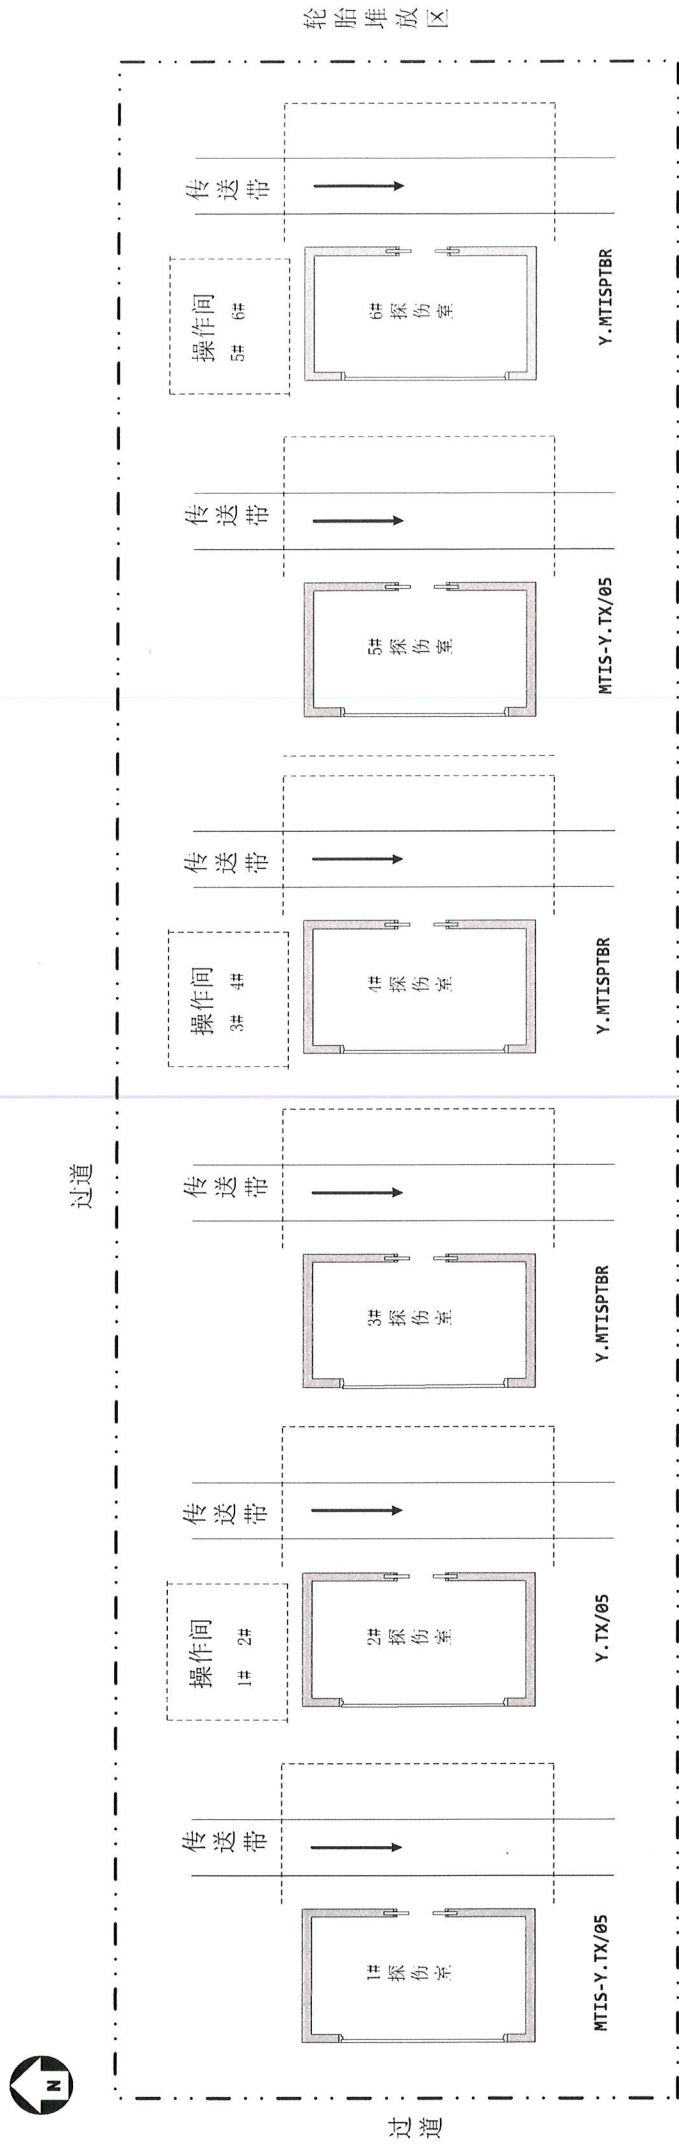 N
过道
过道
传送带
操作间
1# 2#
传送带
传送带
操作间
3# 4#
传送带
传送带
操作间
5# 6#
传送带
轮胎堆放区
1#探伤室
2#探伤室
3#探伤室
4#探伤室
5#探伤室
6#探伤室
MTIS-Y.TX/05
Y.TX/05
Y.MTISPTBR
Y.MTISPTBR
MTIS-Y.TX/05
Y.MTISPTBR